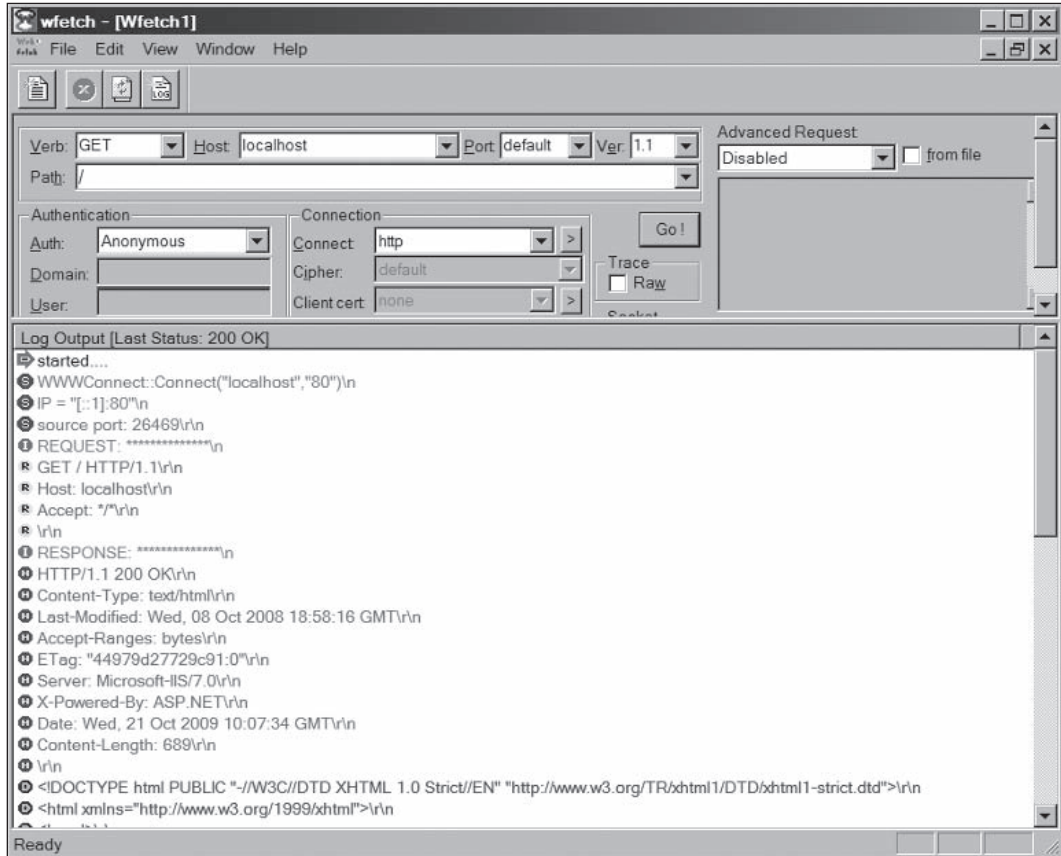 wfetch - [Wfetch1]
File Edit View Window Help
LOG
Verb: GET Host: localhost Port: default Ver: 1.1
Path: /
Advanced Request:
Disabled from file
Authentication
Auth: Anonymous
Domain:
User:
Connection
Connect: http >
Cipher: default
Client cert: none >
Go!
Trace
Raw
Socket
Log Output [Last Status: 200 OK]
started....
WWWConnect::Connect("localhost","80")\n
IP = "[::1]:80"\n
source port: 26469\r\n
REQUEST: **************\n
GET / HTTP/1.1\r\n
Host: localhost\r\n
Accept: */*\r\n
\r\n
RESPONSE: **************\n
HTTP/1.1 200 OK\r\n
Content-Type: text/html\r\n
Last-Modified: Wed, 08 Oct 2008 18:58:16 GMT\r\n
Accept-Ranges: bytes\r\n
ETag: "44979d27729c91:0"\r\n
Server: Microsoft-IIS/7.0\r\n
X-Powered-By: ASP.NET\r\n
Date: Wed, 21 Oct 2009 10:07:34 GMT\r\n
Content-Length: 689\r\n
\r\n
<!DOCTYPE html PUBLIC "-//W3C//DTD XHTML 1.0 Strict//EN" "http://www.w3.org/TR/xhtml1/DTD/xhtml1-strict.dtd">\r\n
<html xmlns="http://www.w3.org/1999/xhtml">\r\n
Ready